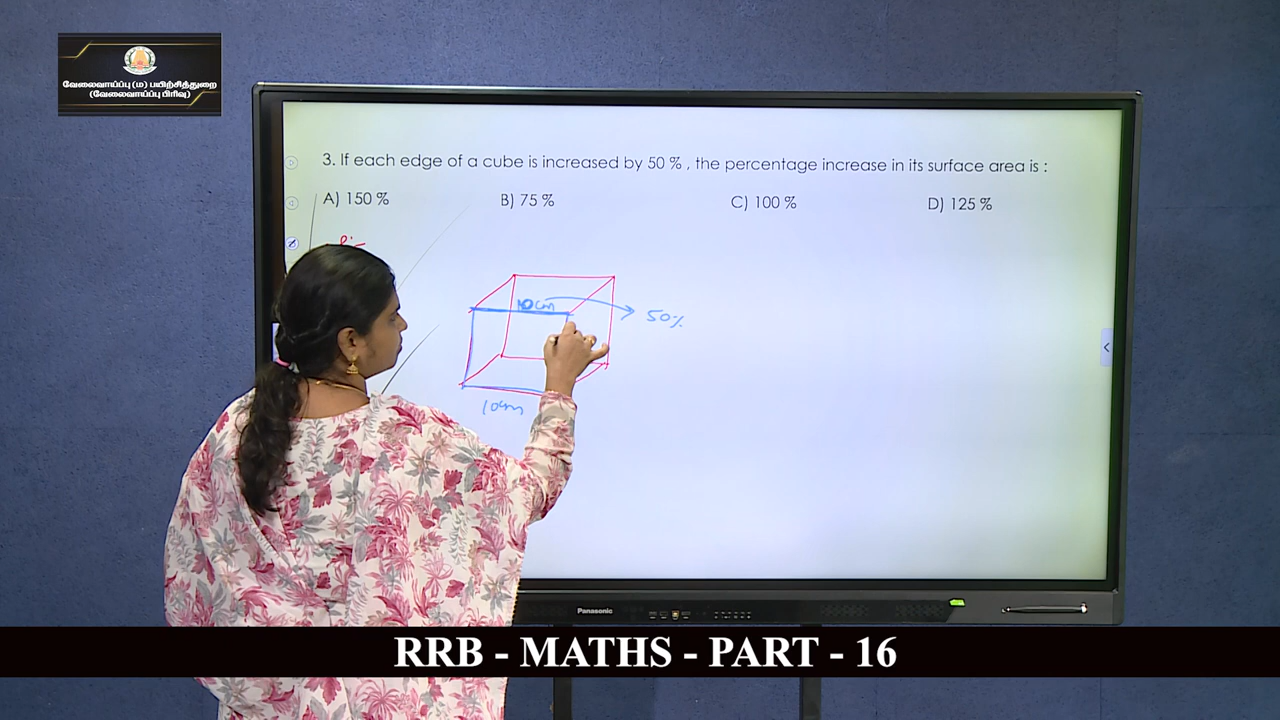 வேலைவாய்ப்பு (ம) பயிற்சித்துறை
(வேலைவாய்ப்பு பிரிவு)
3. If each edge of a cube is increased by 50 % , the percentage increase in its surface area is :
A) 150 % B) 75 % C) 100 % D) 125 %
10cm
50%
10cm
Panasonic
RRB - MATHS - PART - 16